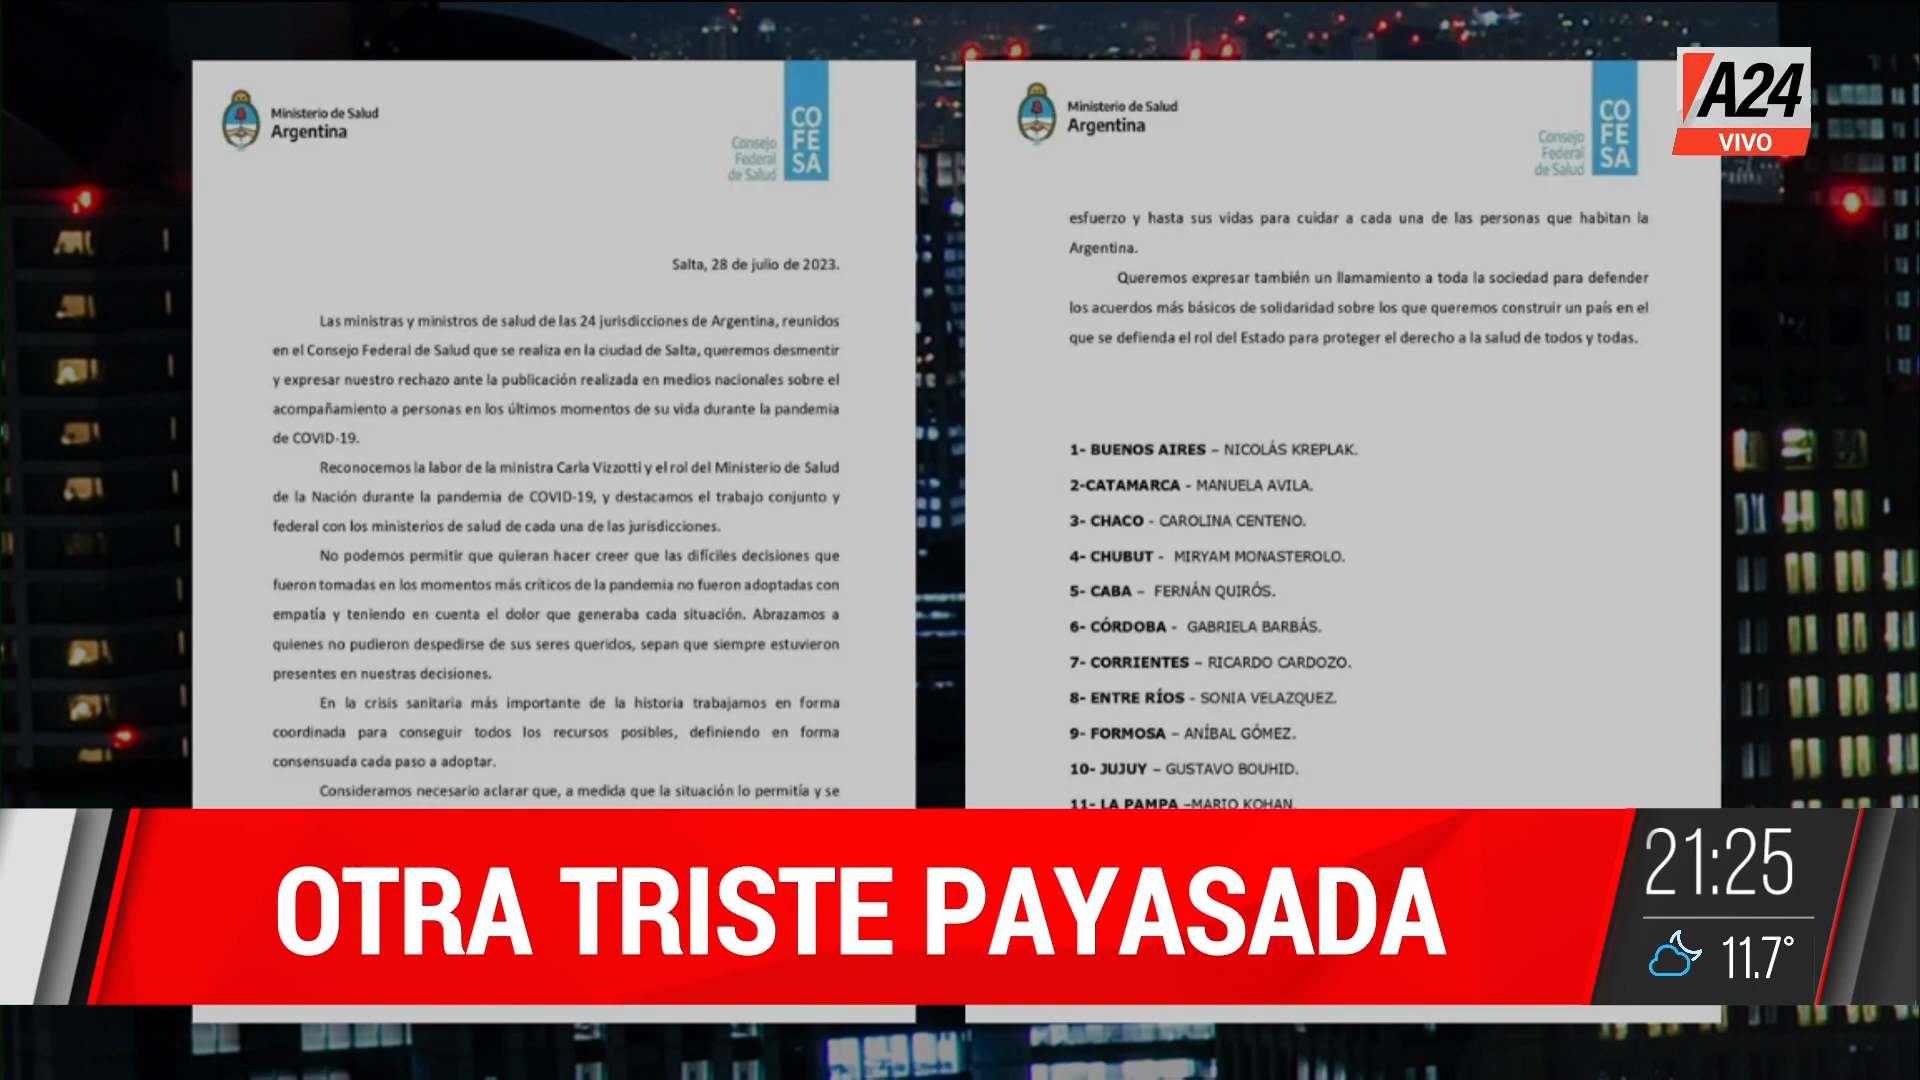 Ministerio de Salud
Argentina
Consejo
Federal
de Salud
CO
FE
SA
Salta, 28 de julio de 2023.
Las ministras y ministros de salud de las 24 jurisdicciones de Argentina, reunidos
en el Consejo Federal de Salud que se realiza en la ciudad de Salta, queremos desmentir
y expresar nuestro rechazo ante la publicación realizada en medios nacionales sobre el
acompañamiento a personas en los últimos momentos de su vida durante la pandemia
de COVID-19.
Reconocemos la labor de la ministra Carla Vizzotti y el rol del Ministerio de Salud
de la Nación durante la pandemia de COVID-19, y destacamos el trabajo conjunto y
federal con los ministerios de salud de cada una de las jurisdicciones.
No podemos permitir que quieran hacer creer que las difíciles decisiones que
fueron tomadas en los momentos más críticos de la pandemia no fueron adoptadas con
empatía y teniendo en cuenta el dolor que generaba cada situación. Abrazamos a
quienes no pudieron despedirse de sus seres queridos, sepan que siempre estuvieron
presentes en nuestras decisiones.
En la crisis sanitaria más importante de la historia trabajamos en forma
coordinada para conseguir todos los recursos posibles, definiendo en forma
consensuada cada paso a adoptar.
Consideramos necesario aclarar que, a medida que la situación lo permitía y se
Ministerio de Salud
Argentina
Consejo
Federal
de Salud
CO
FE
SA
esfuerzo y hasta sus vidas para cuidar a cada una de las personas que habitan la
Argentina.
Queremos expresar también un llamamiento a toda la sociedad para defender
los acuerdos más básicos de solidaridad sobre los que queremos construir un país en el
que se defienda el rol del Estado para proteger el derecho a la salud de todos y todas.
1- BUENOS AIRES – NICOLÁS KREPLAK.
2-CATAMARCA - MANUELA AVILA.
3- CHACO - CAROLINA CENTENO.
4- CHUBUT - MIRYAM MONASTEROLO.
5- CABA – FERNÁN QUIRÓS.
6- CÓRDOBA - GABRIELA BARBÁS.
7- CORRIENTES – RICARDO CARDOZO.
8- ENTRE RÍOS - SONIA VELAZQUEZ.
9- FORMOSA – ANÍBAL GÓMEZ.
10- JUJUY – GUSTAVO BOUHID.
11- LA PAMPA –MARIO KOHAN.
A24
VIVO
OTRA TRISTE PAYASADA
21:25
11.7°